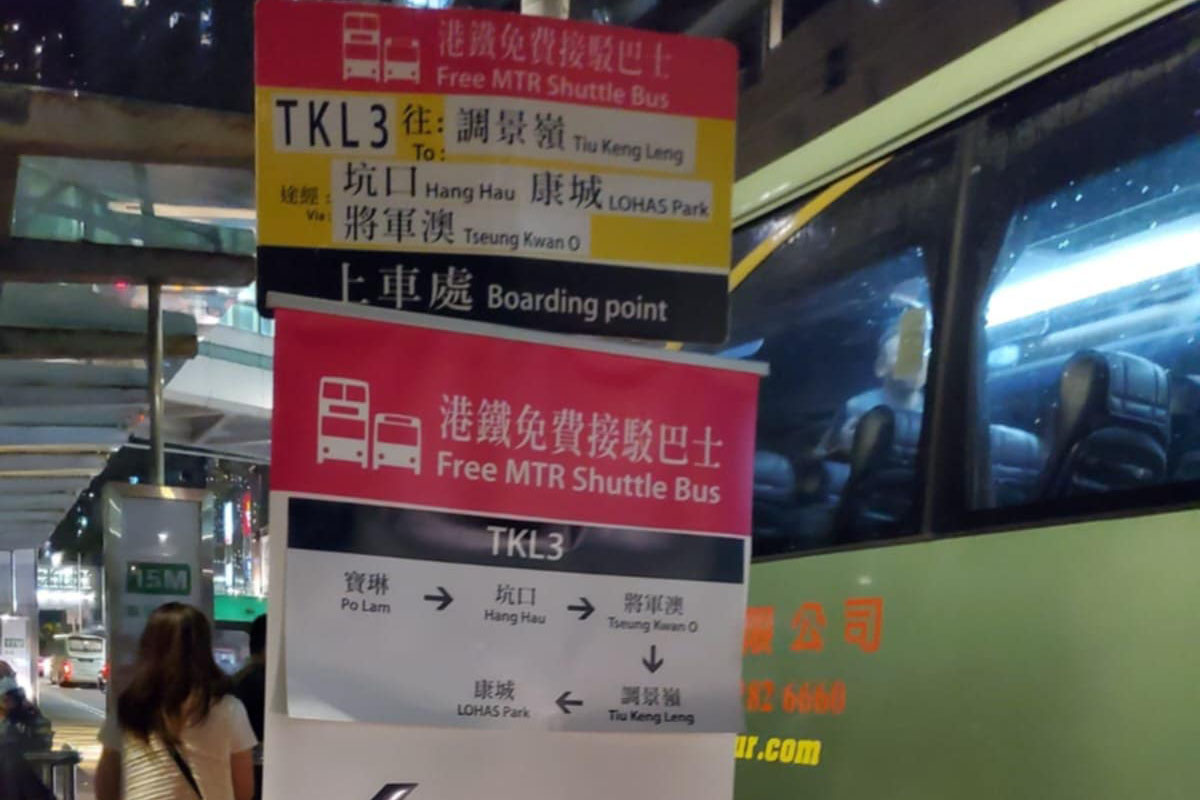 港鐵免費接駁巴士
Free MTR Shuttle Bus
TKL3 往: 調景嶺 Tiu Keng Leng
To:
途經: 坑口 Hang Hau 康城 LOHAS Park
Via: 將軍澳 Tseung Kwan O
上車處 Boarding point
港鐵免費接駁巴士
Free MTR Shuttle Bus
TKL3
寶琳 → 坑口 → 將軍澳
Po Lam Hang Hau Tseung Kwan O
↓
康城 ← 調景嶺
LOHAS Park Tiu Keng Leng
15M
公司
82 6660
ur.com